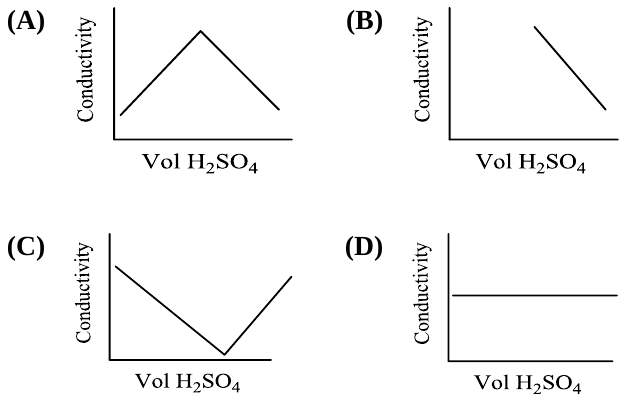 (A)
Conductivity
Vol H₂SO₄
(B)
Conductivity
Vol H₂SO₄
(C)
Conductivity
Vol H₂SO₄
(D)
Conductivity
Vol H₂SO₄